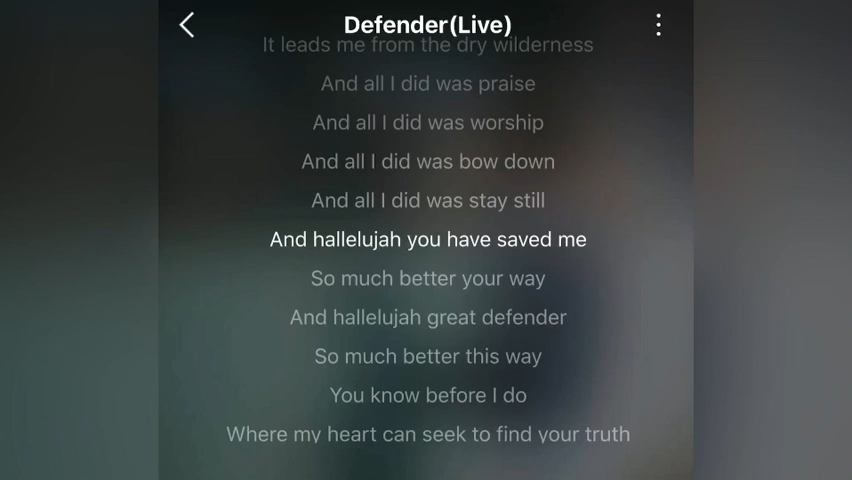 Defender(Live)
It leads me from the dry wilderness
And all I did was praise
And all I did was worship
And all I did was bow down
And all I did was stay still
And hallelujah you have saved me
So much better your way
And hallelujah great defender
So much better this way
You know before I do
Where my heart can seek to find your truth